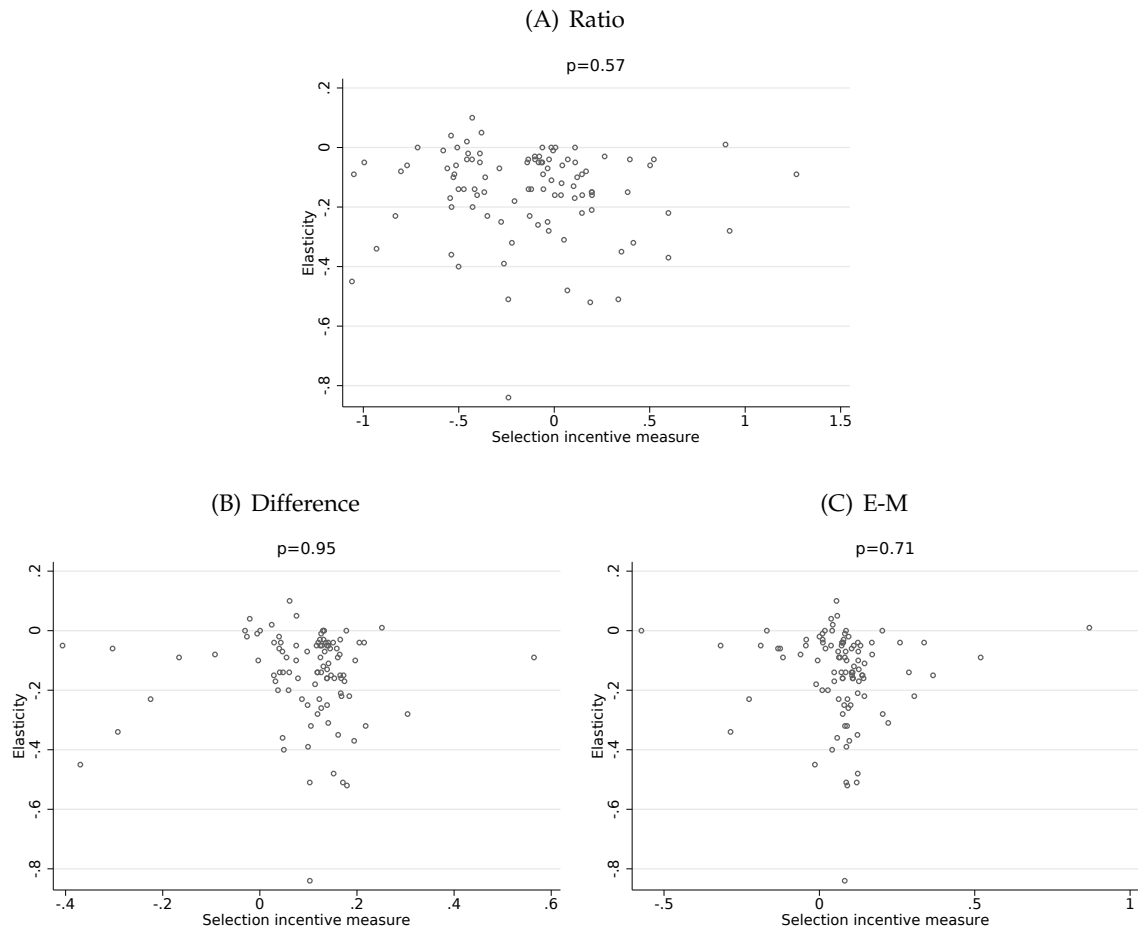 (A) Ratio
p=0.57
.2
0
-.2
-.4
-.6
-.8
Elasticity
-1 -.5 0 .5 1 1.5
Selection incentive measure
(B) Difference
p=0.95
.2
0
-.2
-.4
-.6
-.8
Elasticity
-.4 -.2 0 .2 .4 .6
Selection incentive measure
(C) E-M
p=0.71
.2
0
-.2
-.4
-.6
-.8
Elasticity
-.5 0 .5 1
Selection incentive measure